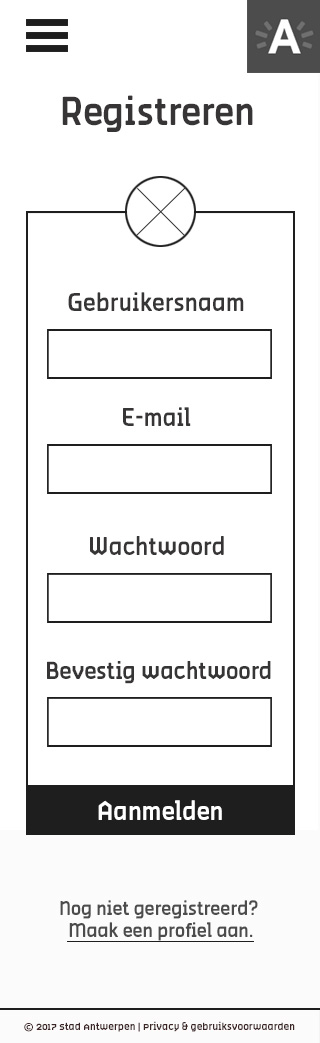 A
Registreren
Gebruikersnaam
E-mail
Wachtwoord
Bevestig wachtwoord
Aanmelden
Nog niet geregistreerd?
Maak een profiel aan.
© 2017 Stad Antwerpen | Privacy & gebruiksvoorwaarden